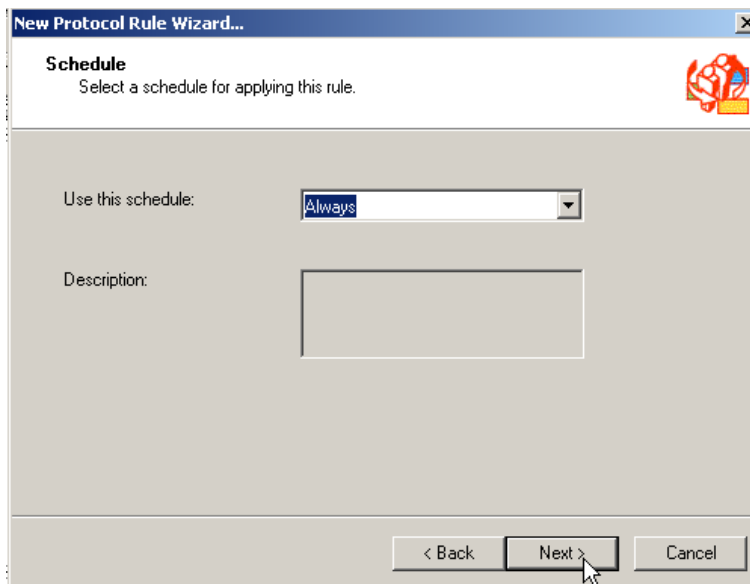 New Protocol Rule Wizard...
Schedule
Select a schedule for applying this rule.
Use this schedule:
Always
Description:
< Back
Next >
Cancel